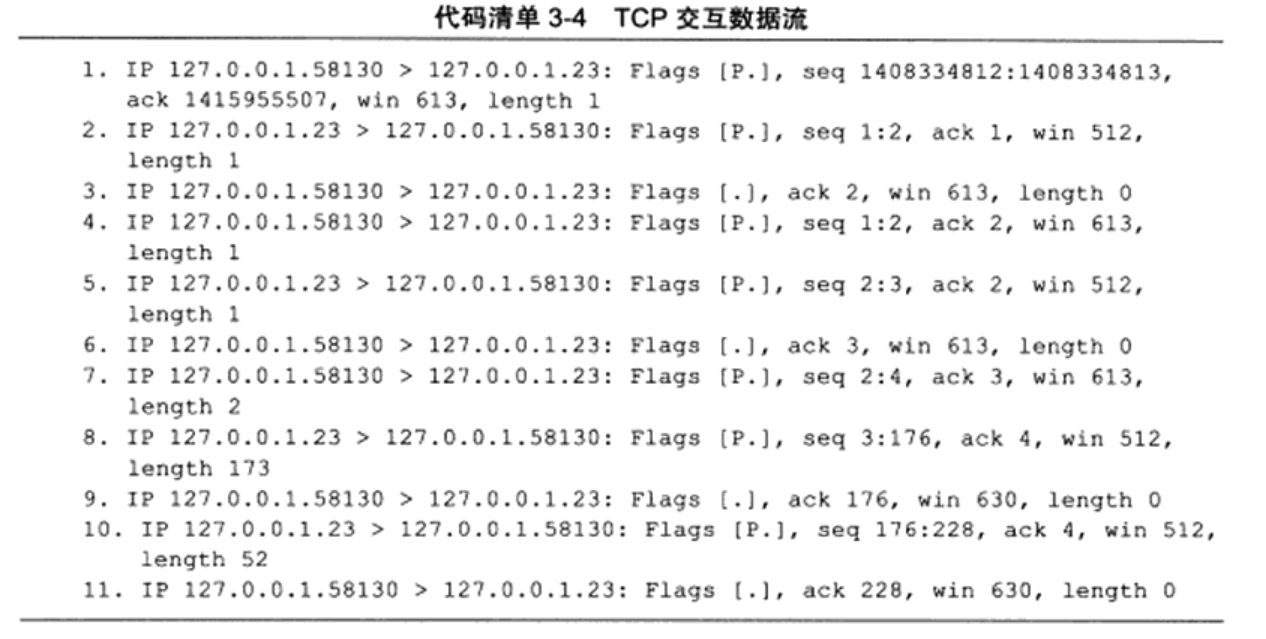 代码清单 3-4 TCP 交互数据流
1. IP 127.0.0.1.58130 > 127.0.0.1.23: Flags [P.], seq 1408334812:1408334813,
ack 1415955507, win 613, length 1
2. IP 127.0.0.1.23 > 127.0.0.1.58130: Flags [P.], seq 1:2, ack 1, win 512,
length 1
3. IP 127.0.0.1.58130 > 127.0.0.1.23: Flags [.], ack 2, win 613, length 0
4. IP 127.0.0.1.58130 > 127.0.0.1.23: Flags [P.], seq 1:2, ack 2, win 613,
length 1
5. IP 127.0.0.1.23 > 127.0.0.1.58130: Flags [P.], seq 2:3, ack 2, win 512,
length 1
6. IP 127.0.0.1.58130 > 127.0.0.1.23: Flags [.], ack 3, win 613, length 0
7. IP 127.0.0.1.58130 > 127.0.0.1.23: Flags [P.], seq 2:4, ack 3, win 613,
length 2
8. IP 127.0.0.1.23 > 127.0.0.1.58130: Flags [P.], seq 3:176, ack 4, win 512,
length 173
9. IP 127.0.0.1.58130 > 127.0.0.1.23: Flags [.], ack 176, win 630, length 0
10. IP 127.0.0.1.23 > 127.0.0.1.58130: Flags [P.], seq 176:228, ack 4, win 512,
length 52
11. IP 127.0.0.1.58130 > 127.0.0.1.23: Flags [.], ack 228, win 630, length 0